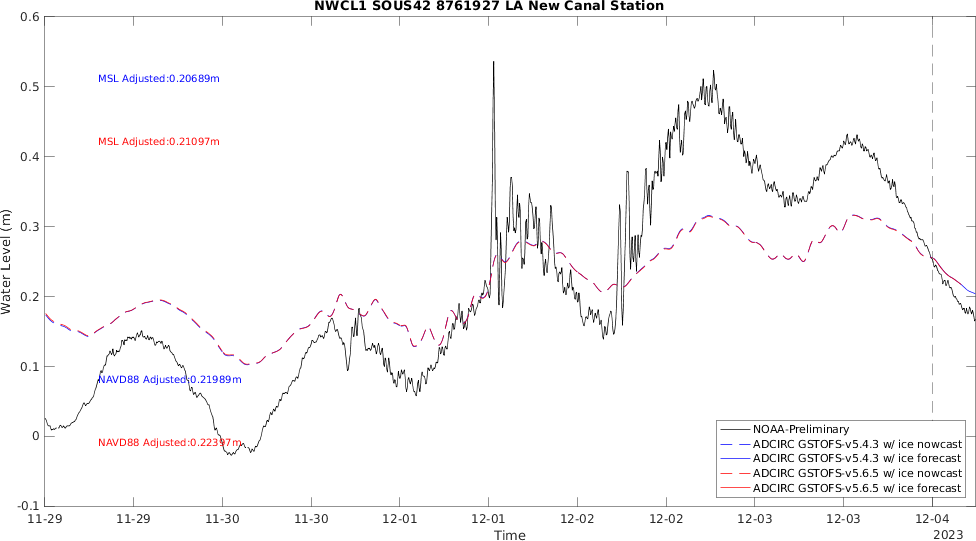 NWCL1 SOUS42 8761927 LA New Canal Station
Water Level (m)
0.6
0.5
0.4
0.3
0.2
0.1
0
-0.1
MSL Adjusted:0.20689m
MSL Adjusted:0.21097m
NAVD88 Adjusted:0.21989m
NAVD88 Adjusted:0.22397m
NOAA-Preliminary
ADCIRC GSTOFS-v5.4.3 w/ ice nowcast
ADCIRC GSTOFS-v5.4.3 w/ ice forecast
ADCIRC GSTOFS-v5.6.5 w/ ice nowcast
ADCIRC GSTOFS-v5.6.5 w/ ice forecast
11-29 11-29 11-30 11-30 12-01 12-01 12-02 12-02 12-03 12-03 12-04
Time
2023